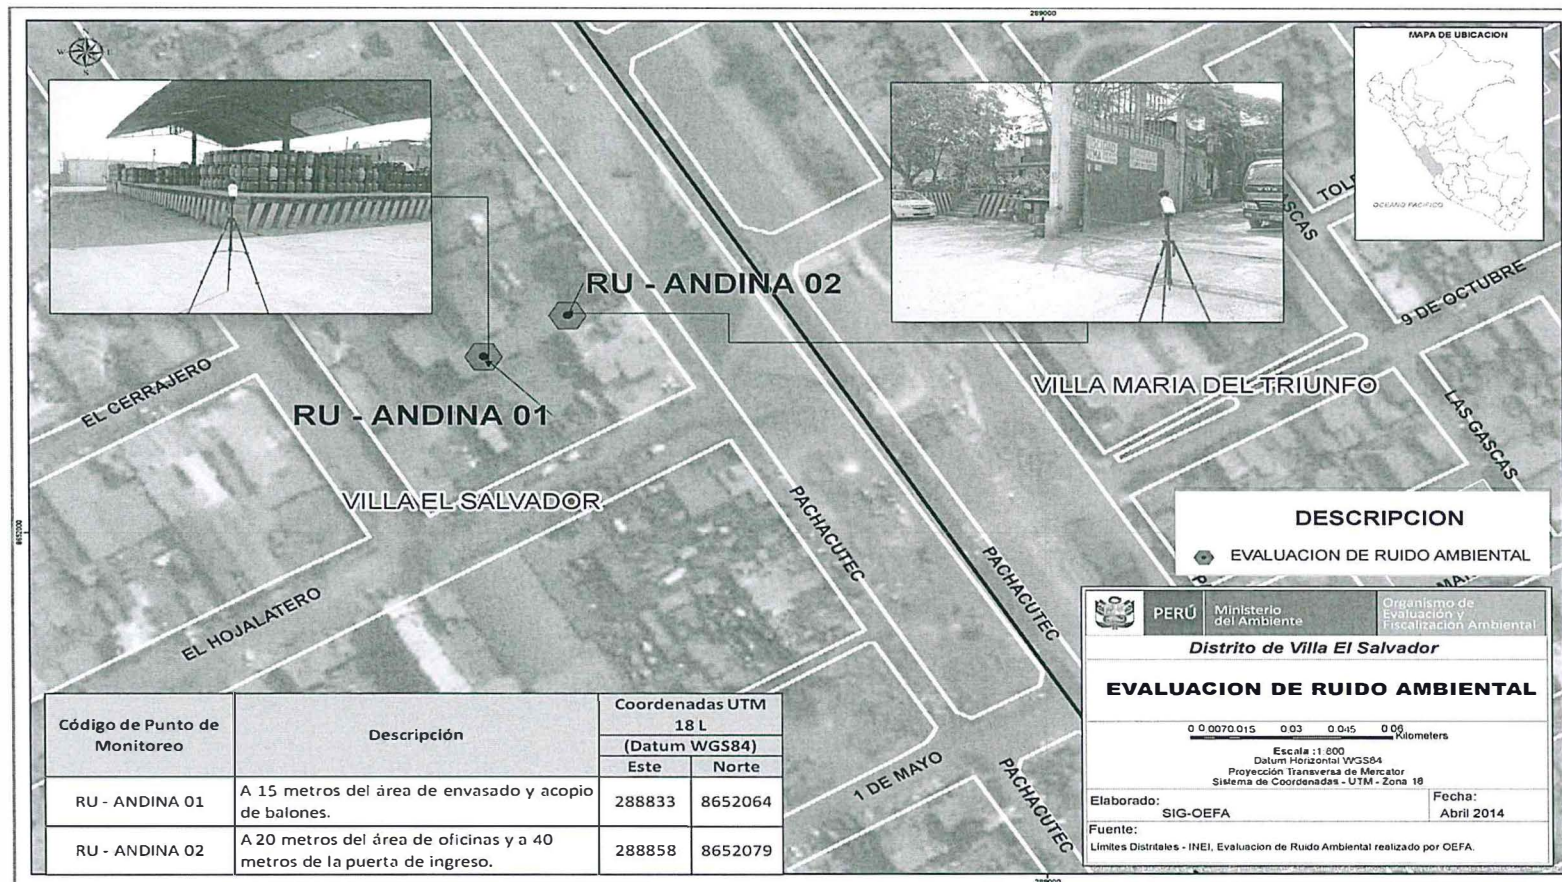 289000
N
W
E
S
MAPA DE UBICACION
OCEANO PACIFICO
RU - ANDINA 02
RU - ANDINA 01
9 DE OCTUBRE
EL CERRAJERO
VILLA MARIA DEL TRIUNFO
LAS GASCAS
VILLA EL SALVADOR
PACHACUTEC
PACHACUTEC
8652000
EL HOJALATERO
1 DE MAYO
PACHACUTEC
DESCRIPCION
EVALUACION DE RUIDO AMBIENTAL
PERÚ
Ministerio
del Ambiente
Organismo de
Evaluación y
Fiscalización Ambiental
Distrito de Villa El Salvador
EVALUACION DE RUIDO AMBIENTAL
0 0.0070.015 0.03 0.045 0.06
Kilometers
Escala :1:800
Datum Horizontal WGS84
Proyección Transversa de Mercator
Sistema de Coordenadas - UTM - Zona 18
Elaborado:
SIG-OEFA
Fecha:
Abril 2014
Fuente:
Limites Distritales - INEI, Evaluacion de Ruido Ambiental realizado por OEFA.
Código de Punto de
Monitoreo
Descripción
Coordenadas UTM
18 L
(Datum WGS84)
Este Norte
RU - ANDINA 01
A 15 metros del área de envasado y acopio
de balones.
288833 8652064
RU - ANDINA 02
A 20 metros del área de oficinas y a 40
metros de la puerta de ingreso.
288858 8652079
289000